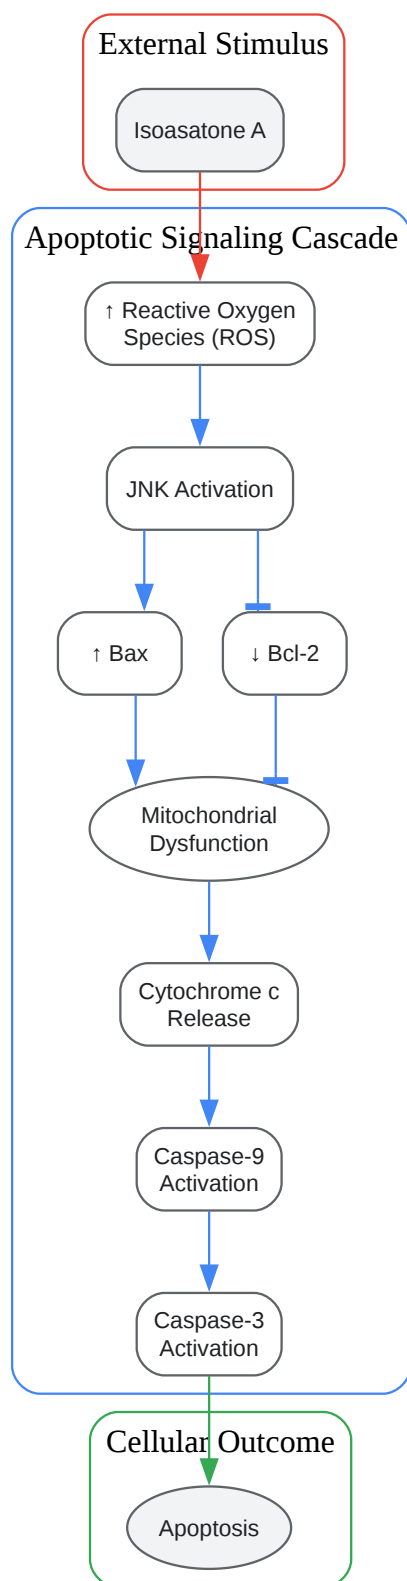 External Stimulus
Isoasatone A
Apoptotic Signaling Cascade
↑ Reactive Oxygen
Species (ROS)
JNK Activation
↑ Bax
↓ Bcl-2
Mitochondrial
Dysfunction
Cytochrome c
Release
Caspase-9
Activation
Caspase-3
Activation
Cellular Outcome
Apoptosis